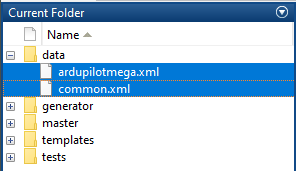 Current Folder
Name
data
ardupilotmega.xml
common.xml
generator
master
templates
tests